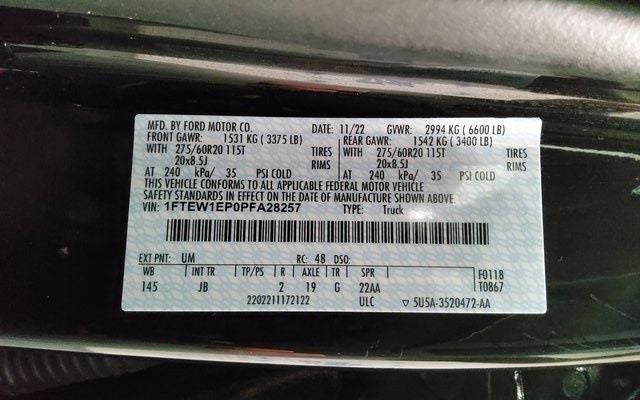 MFD. BY FORD MOTOR CO. DATE: 11/22 GVWR: 2994 KG ( 6600 LB)
FRONT GAWR: 1531 KG ( 3375 LB) REAR GAWR: 1542 KG ( 3400 LB)
WITH 275/60R20 115T TIRES WITH 275/60R20 115T TIRES
20x8.5J RIMS 20x8.5J RIMS
AT 240 kPa/ 35 PSI COLD AT 240 kPa/ 35 PSI COLD
THIS VEHICLE CONFORMS TO ALL APPLICABLE FEDERAL MOTOR VEHICLE
SAFETY STANDARDS IN EFFECT ON THE DATE OF MANUFACTURE SHOWN ABOVE.
VIN: 1FTEW1EP0PFA28257 TYPE: Truck
EXT PNT: UM RC: 48 DSO:
WB INT TR TP/PS R AXLE TR SPR F0118
145 JB 2 19 G 22AA T0867
2202211172122 ULC ▽ 5U5A-3520472-AA